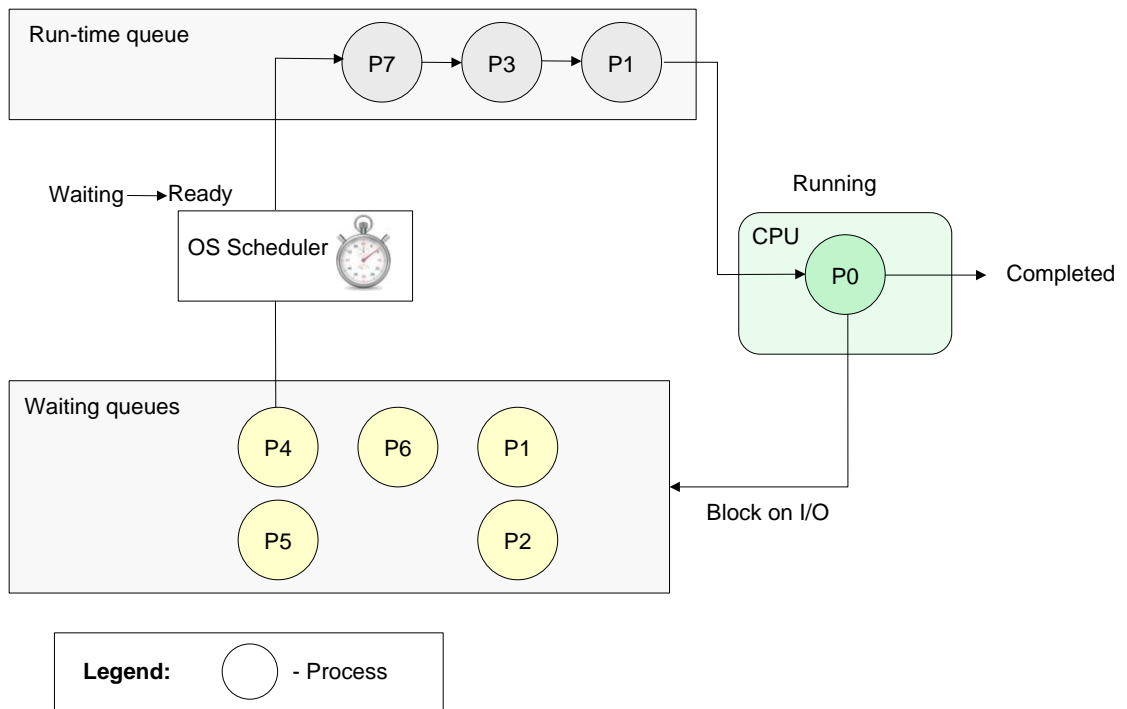 Run-time queue
P7
P3
P1
Waiting
Ready
Running
OS Scheduler
CPU
P0
Completed
Waiting queues
P4
P6
P1
Block on I/O
P5
P2
Legend:
- Process